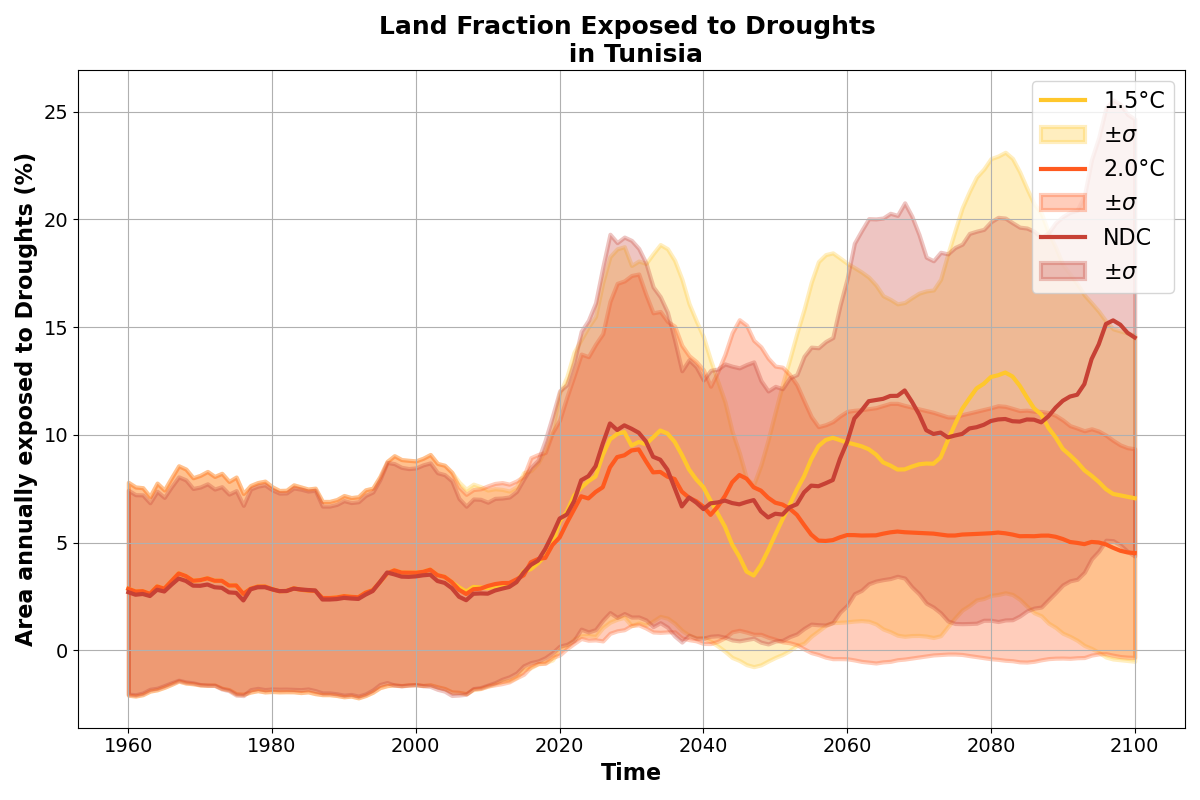 Land Fraction Exposed to Droughts
in Tunisia
Area annually exposed to Droughts (%)
25
20
15
10
5
0
1.5°C
±σ
2.0°C
±σ
NDC
±σ
1960
1980
2000
2020
2040
2060
2080
2100
Time